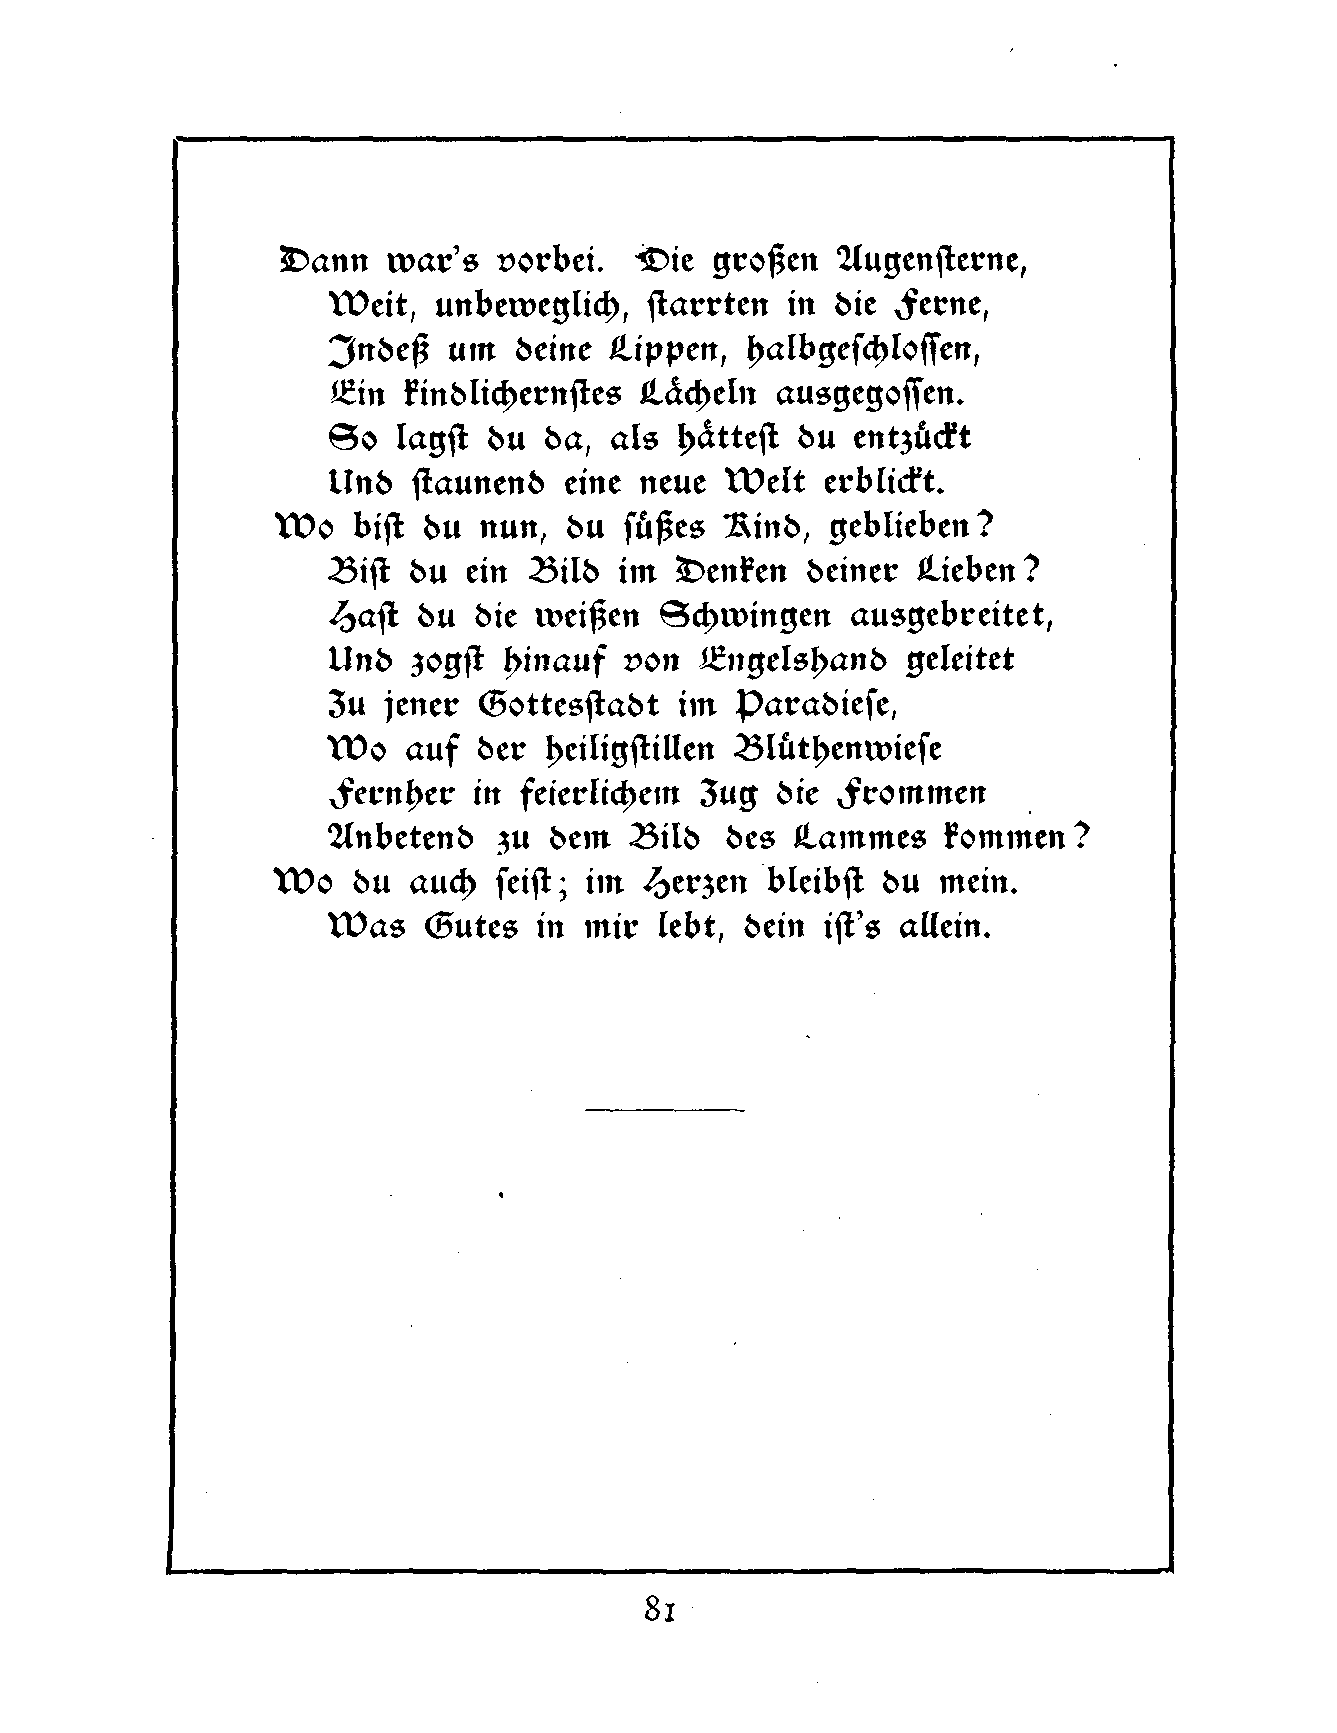 Dann war's vorbei. Die großen Augensterne,
Weit, unbeweglich, starrten in die Ferne,
Indeß um deine Lippen, halbgeschlossen,
Ein kindlichernstes Lächeln ausgegossen.
So lagst du da, als hättest du entzückt
Und staunend eine neue Welt erblickt.
Wo bist du nun, du süßes Kind, geblieben?
Bist du ein Bild im Denken deiner Lieben?
Hast du die weißen Schwingen ausgebreitet,
Und zogst hinauf von Engelshand geleitet
Zu jener Gottesstadt im Paradiese,
Wo auf der heiligstillen Blüthenwiese
Fernher in feierlichem Zug die Frommen
Anbetend zu dem Bild des Lammes kommen?
Wo du auch seist; im Herzen bleibst du mein.
Was Gutes in mir lebt, dein ist's allein.
81